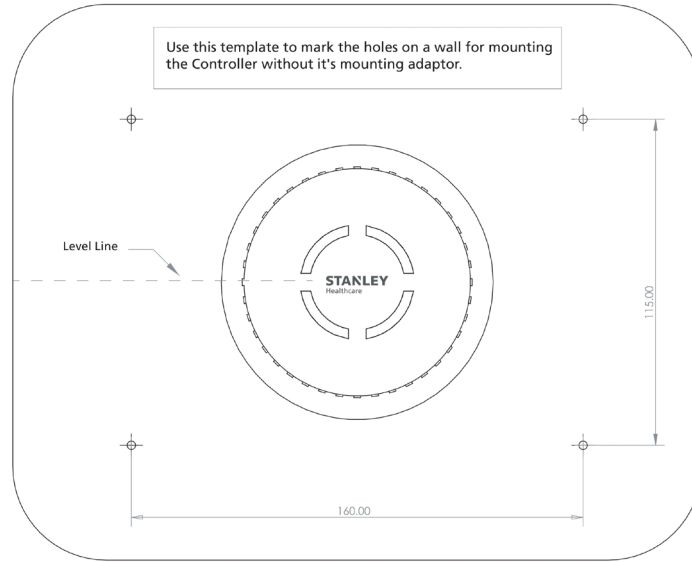 Use this template to mark the holes on a wall for mounting
the Controller without it's mounting adaptor.
Level Line
STANLEY
Healthcare
115.00
160.00